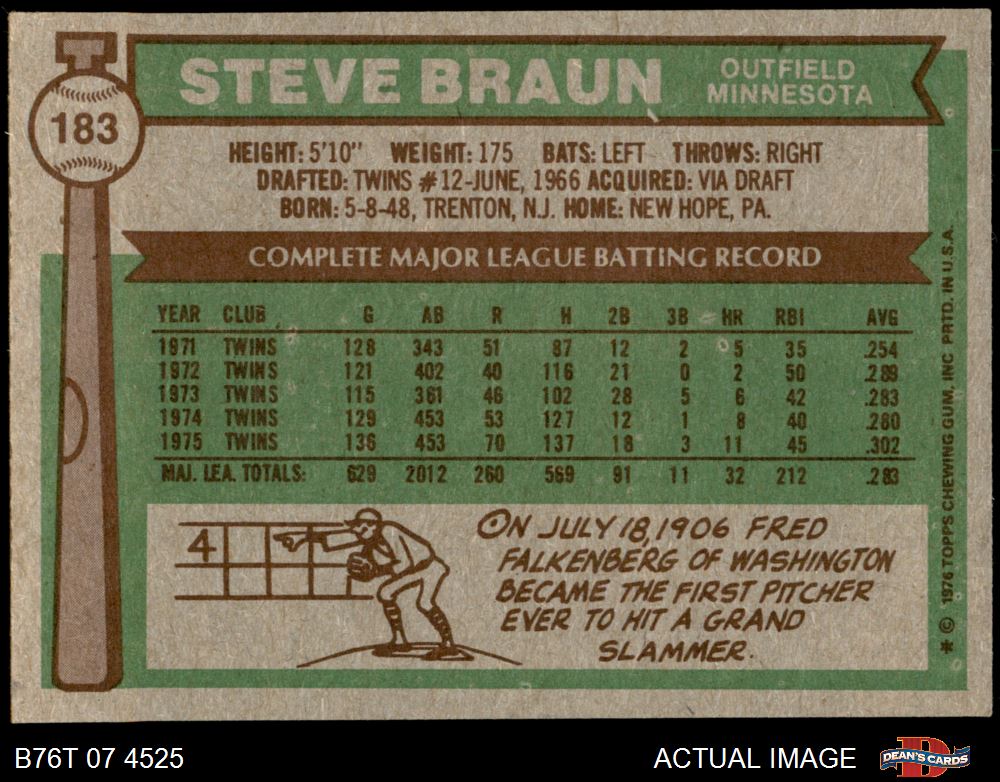 183
STEVE BRAUN
OUTFIELD
MINNESOTA
HEIGHT: 5'10" WEIGHT: 175 BATS: LEFT THROWS: RIGHT
DRAFTED: TWINS #12-JUNE, 1966 ACQUIRED: VIA DRAFT
BORN: 5-8-48, TRENTON, N.J. HOME: NEW HOPE, PA.
COMPLETE MAJOR LEAGUE BATTING RECORD
YEAR CLUB G AB R H 2B 3B HR RBI AVG
1971 TWINS 128 343 51 87 12 2 5 35 .254
1972 TWINS 121 402 40 116 21 0 2 50 .289
1973 TWINS 115 361 46 102 28 5 6 42 .283
1974 TWINS 129 453 53 127 12 1 8 40 .280
1975 TWINS 136 453 70 137 18 3 11 45 .302
MAJ. LEA. TOTALS: 629 2012 260 569 91 11 32 212 .283
4
ON JULY 18, 1906 FRED
FALKENBERG OF WASHINGTON
BECAME THE FIRST PITCHER
EVER TO HIT A GRAND
SLAMMER.
* © 1976 TOPPS CHEWING GUM, INC PRTD. IN U.S.A.
B76T 07 4525
ACTUAL IMAGE
D
DEAN'S CARDS